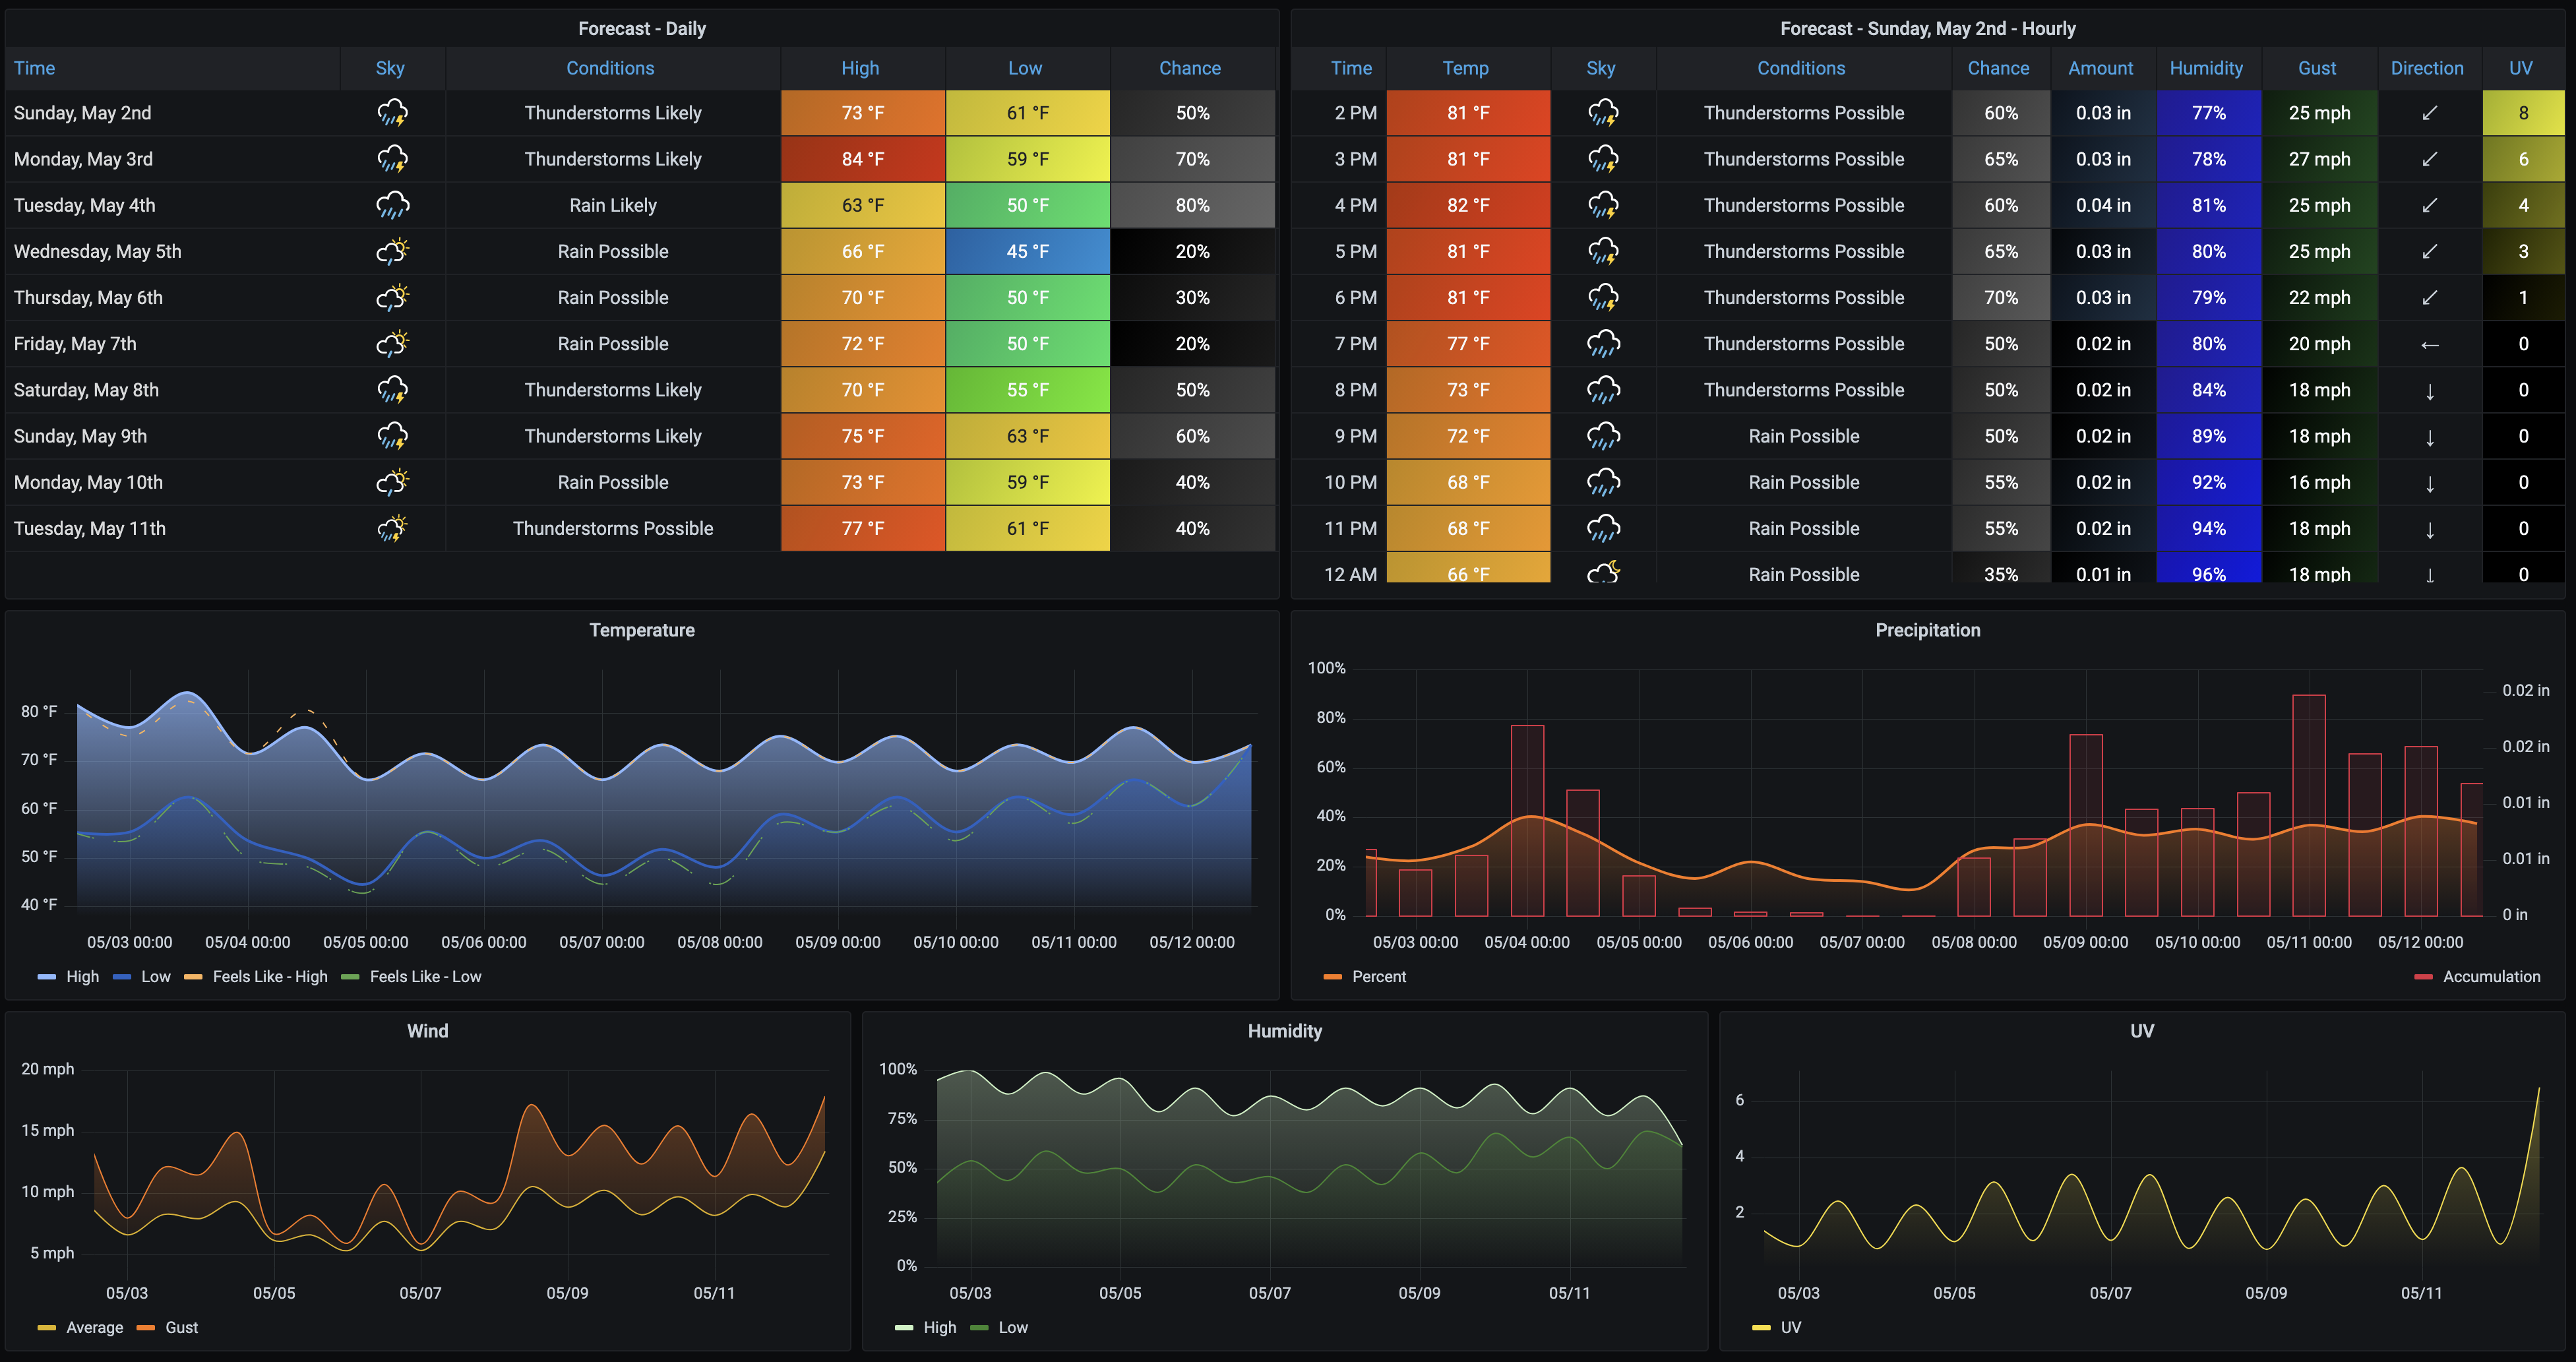 Forecast - Daily
Time Sky Conditions High Low Chance
Sunday, May 2nd Thunderstorms Likely 73 °F 61 °F 50%
Monday, May 3rd Thunderstorms Likely 84 °F 59 °F 70%
Tuesday, May 4th Rain Likely 63 °F 50 °F 80%
Wednesday, May 5th Rain Possible 66 °F 45 °F 20%
Thursday, May 6th Rain Possible 70 °F 50 °F 30%
Friday, May 7th Rain Possible 72 °F 50 °F 20%
Saturday, May 8th Thunderstorms Likely 70 °F 55 °F 50%
Sunday, May 9th Thunderstorms Likely 75 °F 63 °F 60%
Monday, May 10th Rain Possible 73 °F 59 °F 40%
Tuesday, May 11th Thunderstorms Possible 77 °F 61 °F 40%
Forecast - Sunday, May 2nd - Hourly
Time Temp Sky Conditions Chance Amount Humidity Gust Direction UV
2 PM 81 °F Thunderstorms Possible 60% 0.03 in 77% 25 mph ↙ 8
3 PM 81 °F Thunderstorms Possible 65% 0.03 in 78% 27 mph ↙ 6
4 PM 82 °F Thunderstorms Possible 60% 0.04 in 81% 25 mph ↙ 4
5 PM 81 °F Thunderstorms Possible 65% 0.03 in 80% 25 mph ↙ 3
6 PM 81 °F Thunderstorms Possible 70% 0.03 in 79% 22 mph ↙ 1
7 PM 77 °F Thunderstorms Possible 50% 0.02 in 80% 20 mph ← 0
8 PM 73 °F Thunderstorms Possible 50% 0.02 in 84% 18 mph ↓ 0
9 PM 72 °F Rain Possible 50% 0.02 in 89% 18 mph ↓ 0
10 PM 68 °F Rain Possible 55% 0.02 in 92% 16 mph ↓ 0
11 PM 68 °F Rain Possible 55% 0.02 in 94% 18 mph ↓ 0
12 AM 66 °F Rain Possible 35% 0.01 in 96% 18 mph ↓ 0
Temperature
80 °F
70 °F
60 °F
50 °F
40 °F
05/03 00:00 05/04 00:00 05/05 00:00 05/06 00:00 05/07 00:00 05/08 00:00 05/09 00:00 05/10 00:00 05/11 00:00 05/12 00:00
High Low Feels Like - High Feels Like - Low
Precipitation
100%
80%
60%
40%
20%
0%
0.02 in
0.02 in
0.01 in
0.01 in
0 in
05/03 00:00 05/04 00:00 05/05 00:00 05/06 00:00 05/07 00:00 05/08 00:00 05/09 00:00 05/10 00:00 05/11 00:00 05/12 00:00
Percent Accumulation
Wind
20 mph
15 mph
10 mph
5 mph
05/03 05/05 05/07 05/09 05/11
Average Gust
Humidity
100%
75%
50%
25%
0%
05/03 05/05 05/07 05/09 05/11
High Low
UV
6
4
2
05/03 05/05 05/07 05/09 05/11
UV